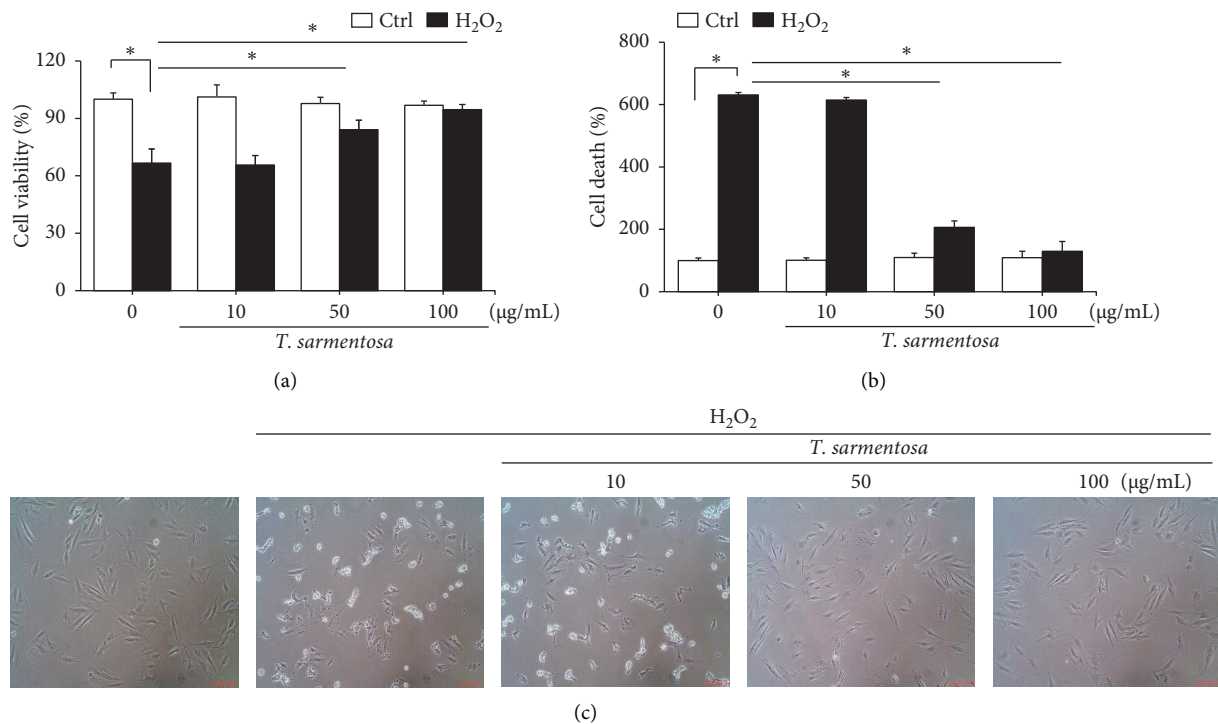 Ctrl H₂O₂
* * *
120
90
60
30
0
Cell viability (%)
0 10 50 100 (μg/mL)
T. sarmentosa
(a)
Ctrl H₂O₂
* * *
800
600
400
200
0
Cell death (%)
0 10 50 100 (μg/mL)
T. sarmentosa
(b)
H₂O₂
T. sarmentosa
10 50 100 (μg/mL)
(c)